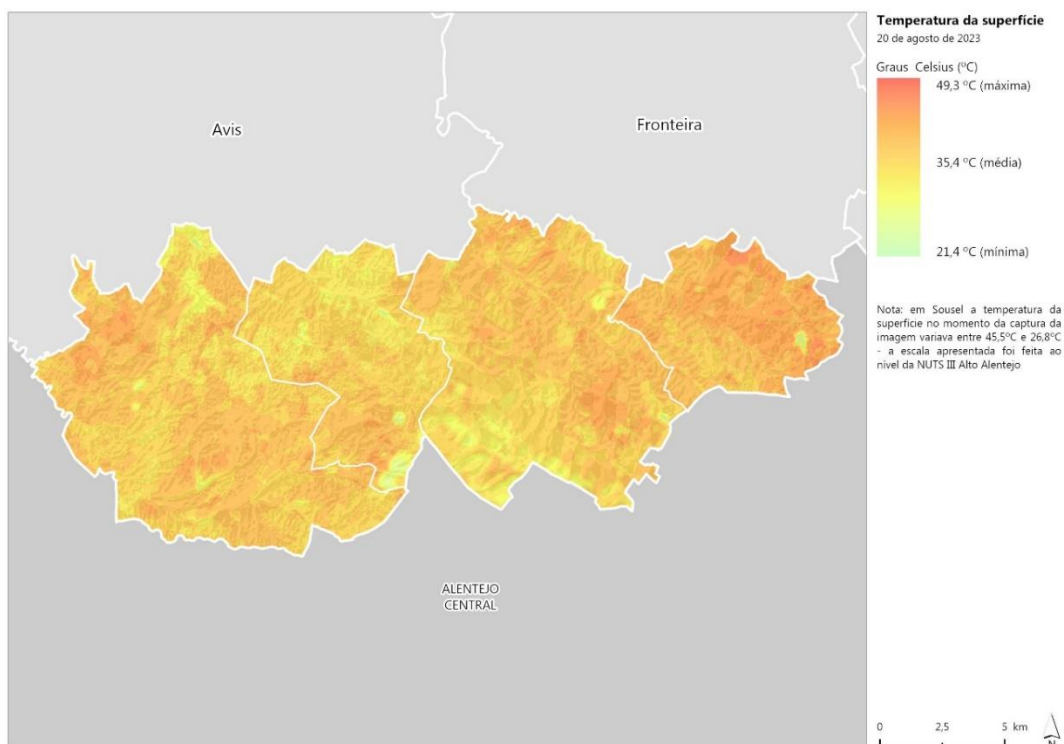 Temperatura da superfície
20 de agosto de 2023
Graus Celsius (ºC)
49,3 ºC (máxima)
35,4 ºC (média)
21,4 ºC (mínima)
Nota: em Sousel a temperatura da
superfície no momento da captura da
imagem variava entre 45,5ºC e 26,8ºC
- a escala apresentada foi feita ao
nível da NUTS III Alto Alentejo
Avis
Fronteira
ALENTEJO
CENTRAL
0 2,5 5 km
N